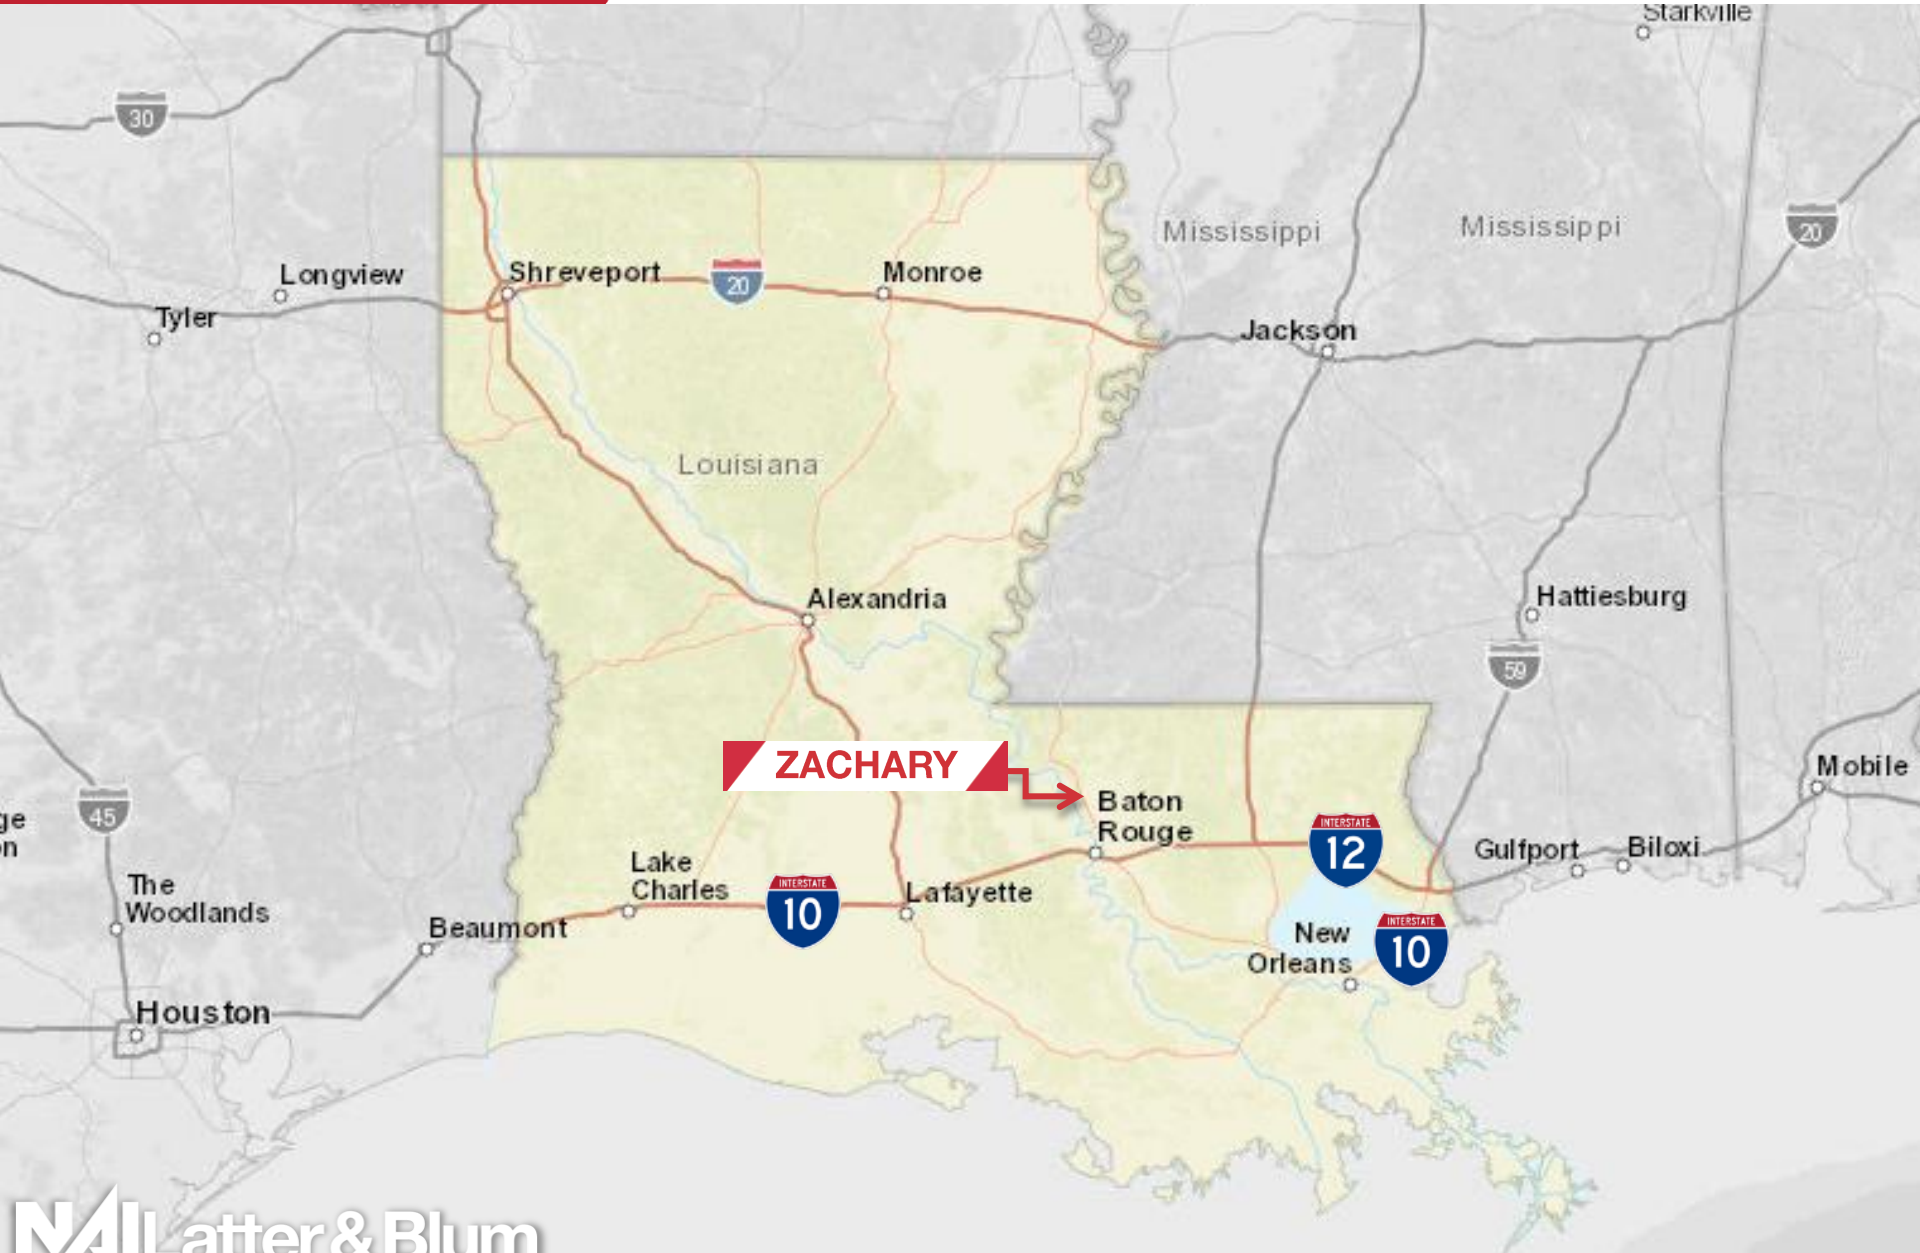 Starkville
30
Mississippi
Mississippi
20
Longview
Shreveport
20
Monroe
Tyler
Jackson
Louisiana
Alexandria
Hattiesburg
59
ZACHARY
Mobile
45
ge
on
Baton
Rouge
INTERSTATE
12
Gulfport
Biloxi
The
Woodlands
Lake
Charles
INTERSTATE
10
Lafayette
Beaumont
New
Orleans
INTERSTATE
10
Houston
NAI Latter & Blum